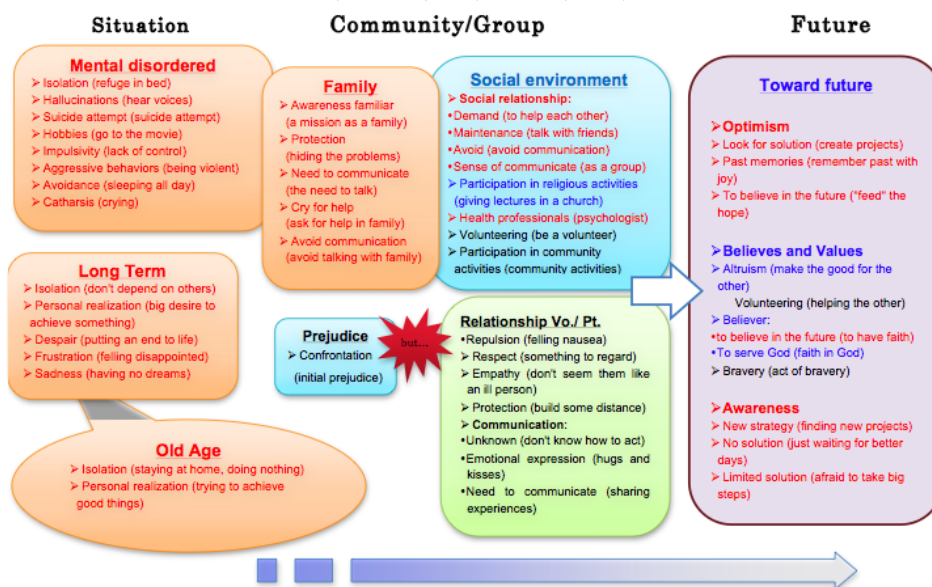 Situation
Community/Group
Future
Mental disordered
➢ Isolation (refuge in bed)
➢ Hallucinations (hear voices)
➢ Suicide attempt (suicide attempt)
➢ Hobbies (go to the movie)
➢ Impulsivity (lack of control)
➢ Aggressive behaviors (being violent)
➢ Avoidance (sleeping all day)
➢ Catharsis (crying)
Long Term
➢ Isolation (don't depend on others)
➢ Personal realization (big desire to
achieve something)
➢ Despair (putting an end to life)
➢ Frustration (felling disappointed)
➢ Sadness (having no dreams)
Old Age
➢ Isolation (staying at home, doing nothing)
➢ Personal realization (trying to achieve
good things)
Family
➢ Awareness familiar
(a mission as a family)
➢ Protection
(hiding the problems)
➢ Need to communicate
(the need to talk)
➢ Cry for help
(ask for help in family)
➢ Avoid communication
(avoid talking with family)
Social environment
➢ Social relationship:
•Demand (to help each other)
•Maintenance (talk with friends)
•Avoid (avoid communication)
•Sense of communicate (as a group)
➢ Participation in religious activities
(giving lectures in a church)
➢ Health professionals (psychologist)
➢ Volunteering (be a volunteer)
➢ Participation in community
activities (community activities)
Prejudice
➢ Confrontation
(initial prejudice)
but...
Relationship Vo./ Pt.
➢ Repulsion (felling nausea)
➢ Respect (something to regard)
➢ Empathy (don't seem them like
an ill person)
➢ Protection (build some distance)
➢ Communication:
•Unknown (don't know how to act)
•Emotional expression (hugs and
kisses)
•Need to communicate (sharing
experiences)
Toward future
➢ Optimism
➢ Look for solution (create projects)
➢ Past memories (remember past with
joy)
➢ To believe in the future ("feed" the
hope)
➢ Believes and Values
➢ Altruism (make the good for the
other)
Volunteering (helping the other)
➢ Believer:
•to believe in the future (to have faith)
•To serve God (faith in God)
➢ Bravery (act of bravery)
➢ Awareness
➢ New strategy (finding new projects)
➢ No solution (just waiting for better
days)
➢ Limited solution (afraid to take big
steps)